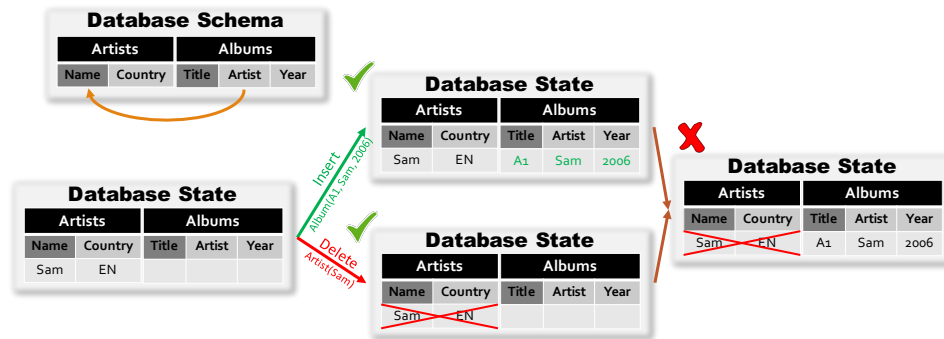 Database Schema
Artists Albums
Name Country Title Artist Year
Database State
Artists Albums
Name Country Title Artist Year
Sam EN A1 Sam 2006
Insert
Album(A1, Sam, 2006)
Database State
Artists Albums
Name Country Title Artist Year
Sam EN
Delete
Artist(Sam)
Database State
Artists Albums
Name Country Title Artist Year
Sam EN
Database State
Artists Albums
Name Country Title Artist Year
Sam EN A1 Sam 2006